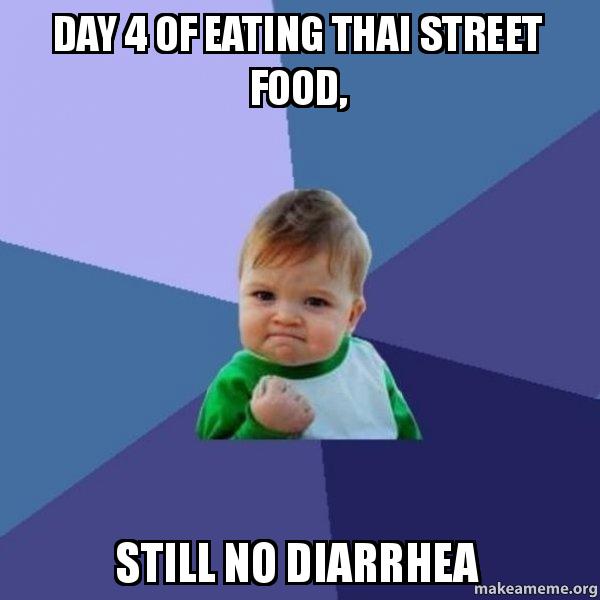 DAY 4 OF EATING THAI STREET
FOOD,
STILL NO DIARRHEA
makeameme.org